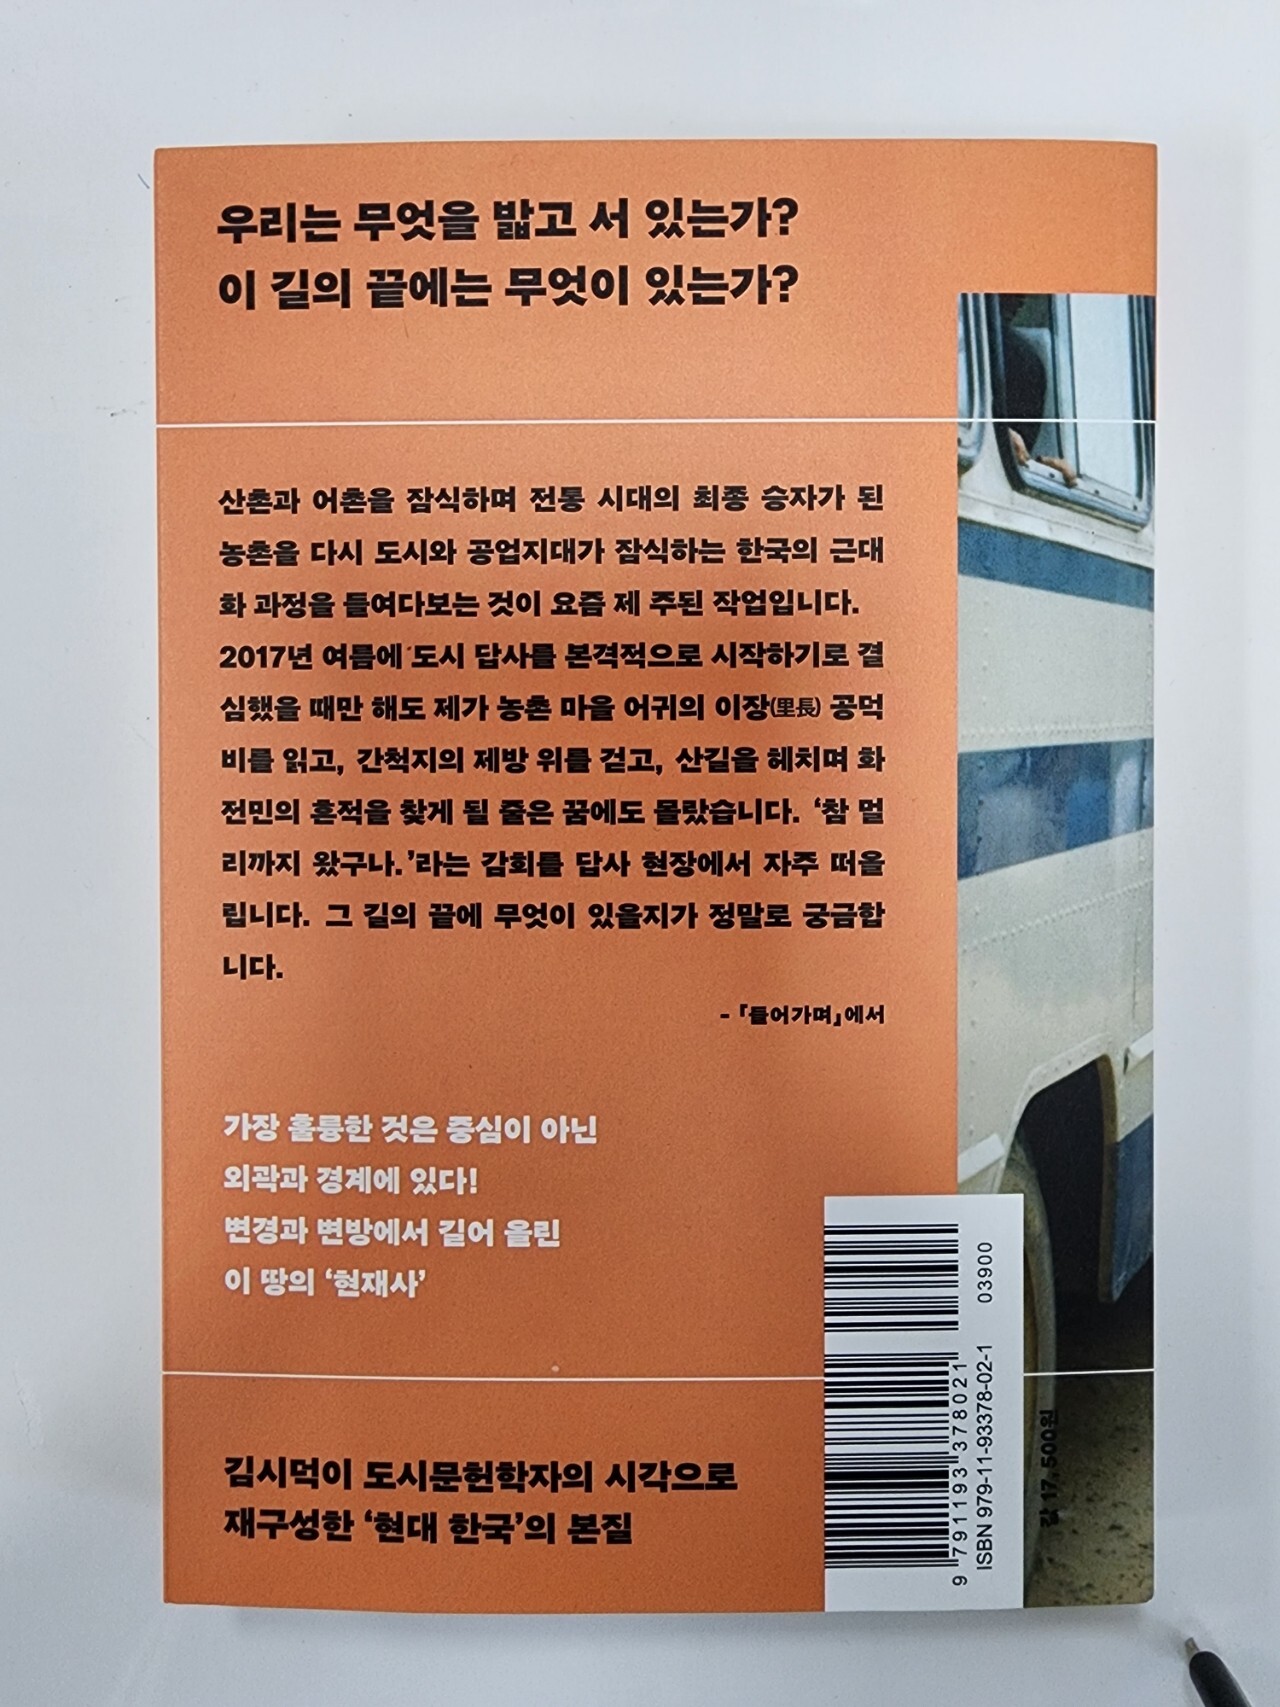 우리는 무엇을 밟고 서 있는가?
이 길의 끝에는 무엇이 있는가?
산촌과 어촌을 잠식하며 전통 시대의 최종 승자가 된
농촌을 다시 도시와 공업지대가 잠식하는 한국의 근대
화 과정을 들여다보는 것이 요즘 제 주된 작업입니다.
2017년 여름에 도시 답사를 본격적으로 시작하기로 결
심했을 때만 해도 제가 농촌 마을 어귀의 이장(里長) 공덕
비를 읽고, 간척지의 제방 위를 걷고, 산길을 헤치며 화
전민의 흔적을 찾게 될 줄은 꿈에도 몰랐습니다. ‘참 멀
리까지 왔구나.’라는 감회를 답사 현장에서 자주 떠올
립니다. 그 길의 끝에 무엇이 있을지가 정말로 궁금합
니다.
- 『들어가며』에서
가장 훌륭한 것은 중심이 아닌
외곽과 경계에 있다!
변경과 변방에서 길어 올린
이 땅의 ‘현재사’
김시먹이 도시문헌학자의 시각으로
재구성한 ‘현대 한국’의 본질
03900
9 791193 378021
ISBN 979-11-93378-02-1
값 17,500원